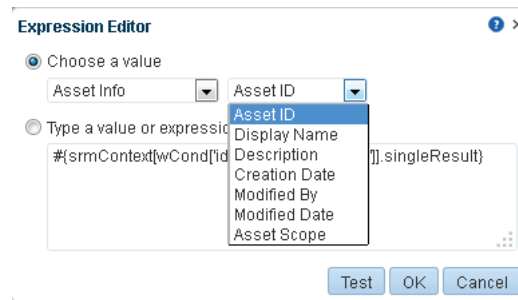 Expression Editor
Choose a value
Asset Info Asset ID
Asset ID
Type a value or
Display Name
#{srmContext[wCond['id ']].singleResult}
Description
Creation Date
Modified By
Modified Date
Asset Scope
Test OK Cancel